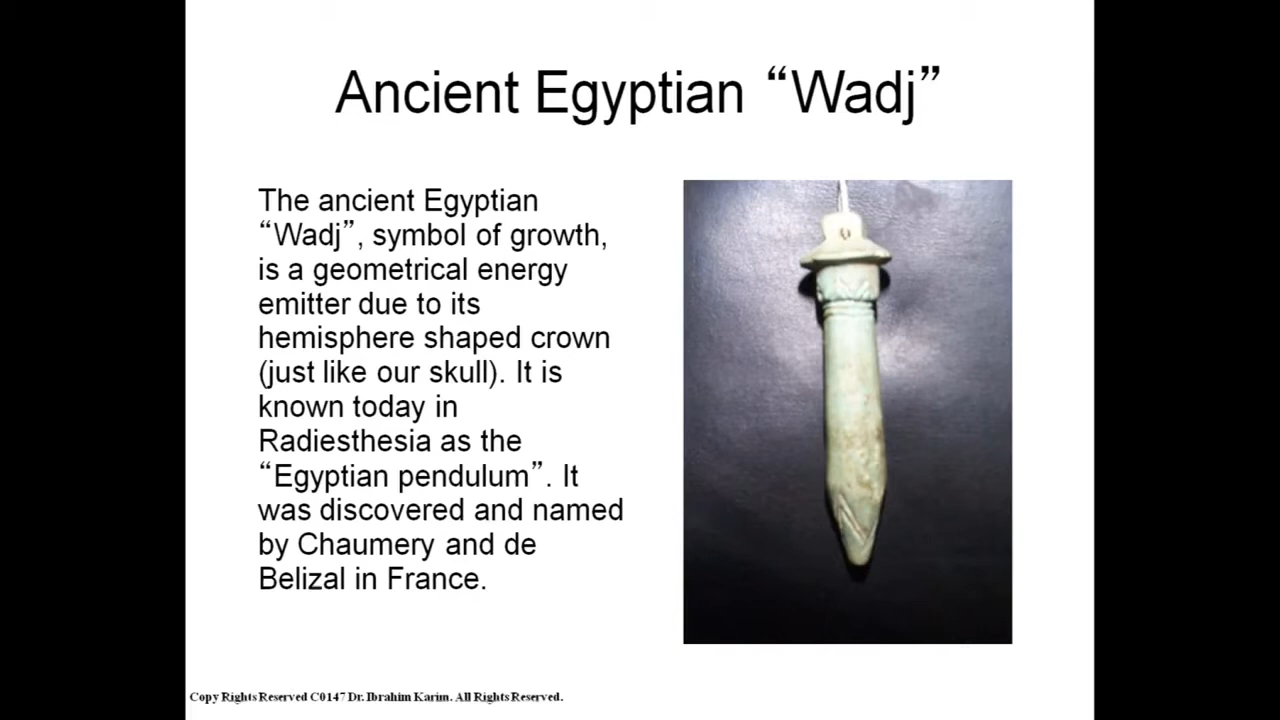 Ancient Egyptian “Wadj”
The ancient Egyptian
“Wadj”, symbol of growth,
is a geometrical energy
emitter due to its
hemisphere shaped crown
(just like our skull). It is
known today in
Radiesthesia as the
“Egyptian pendulum”. It
was discovered and named
by Chaumery and de
Belizal in France.
Copy Rights Reserved C0147 Dr. Ibrahim Karim. All Rights Reserved.